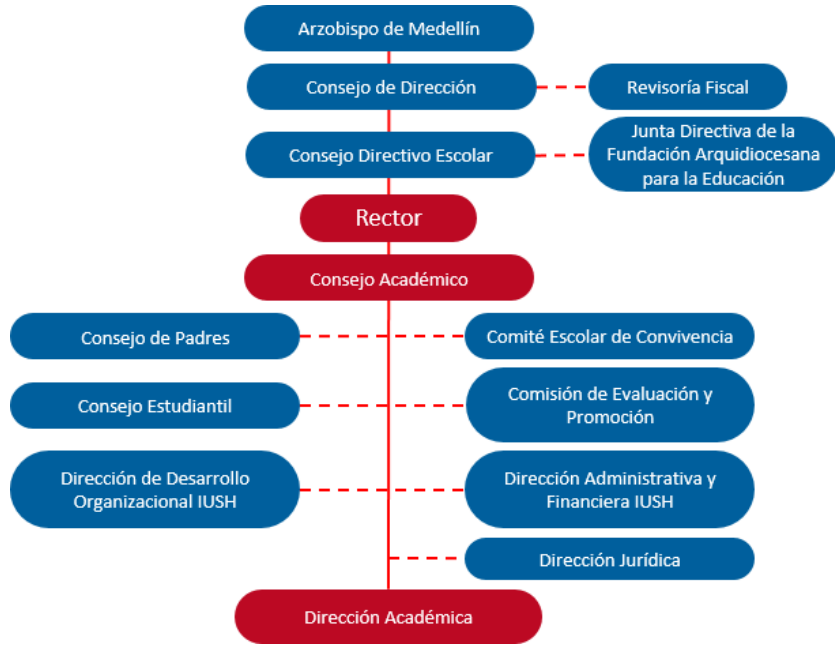 Arzobispo de Medellín
Consejo de Dirección
Revisoría Fiscal
Consejo Directivo Escolar
Junta Directiva de la
Fundación Arquidiocesana
para la Educación
Rector
Consejo Académico
Consejo de Padres
Comité Escolar de Convivencia
Consejo Estudiantil
Comisión de Evaluación y
Promoción
Dirección de Desarrollo
Organizacional IUSH
Dirección Administrativa y
Financiera IUSH
Dirección Jurídica
Dirección Académica